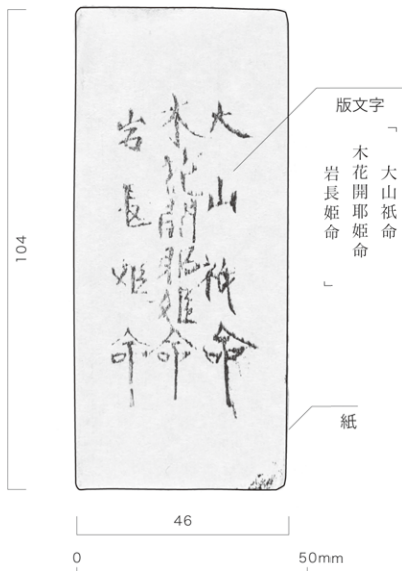 大山祇命
木花開耶姫命
岩長姫命
版文字
「
大山祇命
木花開耶姫命
岩長姫命
」
紙
104
46
0
50mm